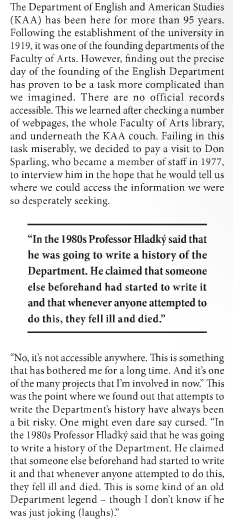 The Department of English and American Studies
(KAA) has been here for more than 95 years.
Following the establishment of the university in
1919, it was one of the founding departments of the
Faculty of Arts. However, finding out the precise
day of the founding of the English Department
has proven to be a task more complicated than
we imagined. There are no official records
accessible. This we learned after checking a number
of webpages, the whole Faculty of Arts library,
and underneath the KAA couch. Failing in this
task miserably, we decided to pay a visit to Don
Sparling, who became a member of staff in 1977,
to interview him in the hope that he would tell us
where we could access the information we were
so desperately seeking.
“In the 1980s Professor Hladký said that
he was going to write a history of the
Department. He claimed that someone
else beforehand had started to write it
and that whenever anyone attempted to
do this, they fell ill and died.”
“No, it’s not accessible anywhere. This is something
that has bothered me for a long time. And it’s one
of the many projects that I’m involved in now.” This
was the point where we found out that attempts to
write the Department’s history have always been
a bit risky. One might even dare say cursed. “In
the 1980s Professor Hladký said that he was going
to write a history of the Department. He claimed
that someone else beforehand had started to write
it and that whenever anyone attempted to do this,
they fell ill and died. This is some kind of an old
Department legend – though I don’t know if he
was just joking (laughs).”